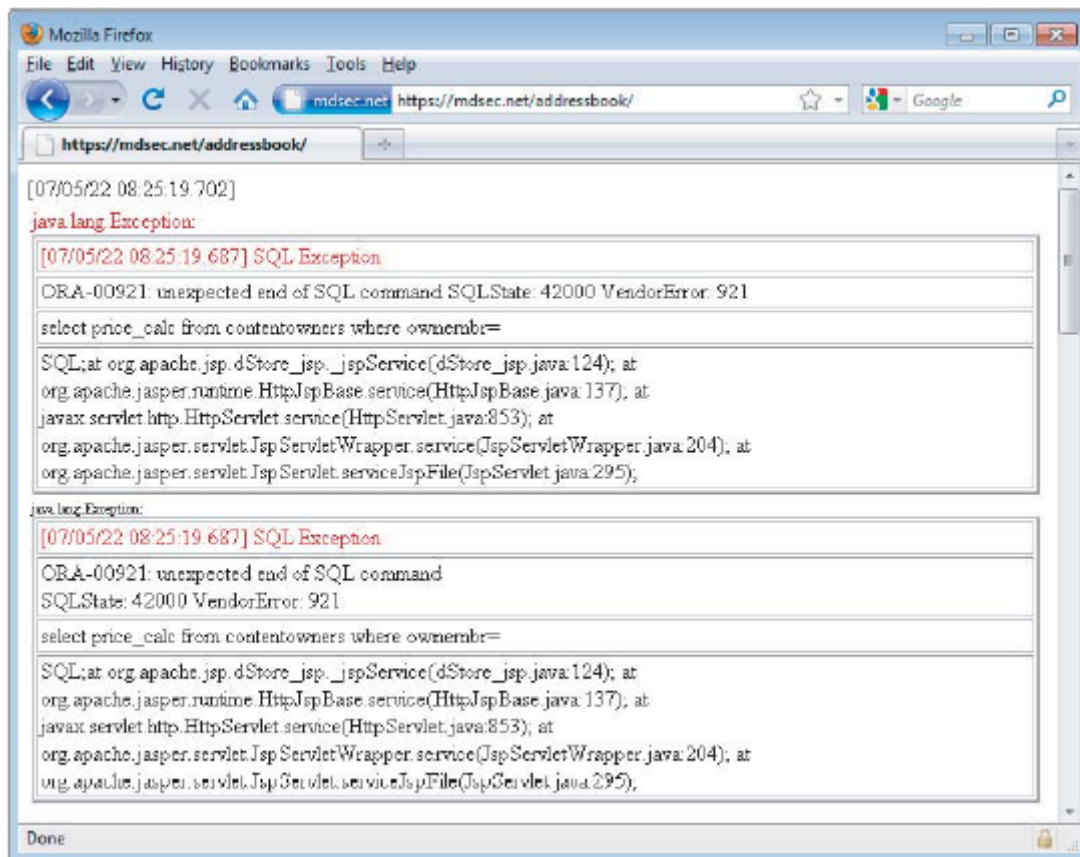 Mozilla Firefox
File Edit View History Bookmarks Tools Help
mdsec.net https://mdsec.net/addressbook/ Google
https://mdsec.net/addressbook/
[07/05/22 08:25:19.702]
java.lang.Exception:
[07/05/22 08:25:19.687] SQL Exception
ORA-00921: unexpected end of SQL command SQLState: 42000 VendorError: 921
select price_calc from contentowners where ownernbr=
SQL;at org.apache.jsp.dStore_jsp._jspService(dStore_jsp.java:124); at
org.apache.jasper.runtime.HttpJspBase.service(HttpJspBase.java:137); at
javax.servlet.http.HttpServlet.service(HttpServlet.java:853); at
org.apache.jasper.servlet.JspServletWrapper.service(JspServletWrapper.java:204); at
org.apache.jasper.servlet.JspServlet.serviceJspFile(JspServlet.java:295);
java.lang.Exception:
[07/05/22 08:25:19.687] SQL Exception
ORA-00921: unexpected end of SQL command
SQLState: 42000 VendorError: 921
select price_calc from contentowners where ownernbr=
SQL;at org.apache.jsp.dStore_jsp._jspService(dStore_jsp.java:124); at
org.apache.jasper.runtime.HttpJspBase.service(HttpJspBase.java:137); at
javax.servlet.http.HttpServlet.service(HttpServlet.java:853); at
org.apache.jasper.servlet.JspServletWrapper.service(JspServletWrapper.java:204); at
org.apache.jasper.servlet.JspServlet.serviceJspFile(JspServlet.java:295);
Done